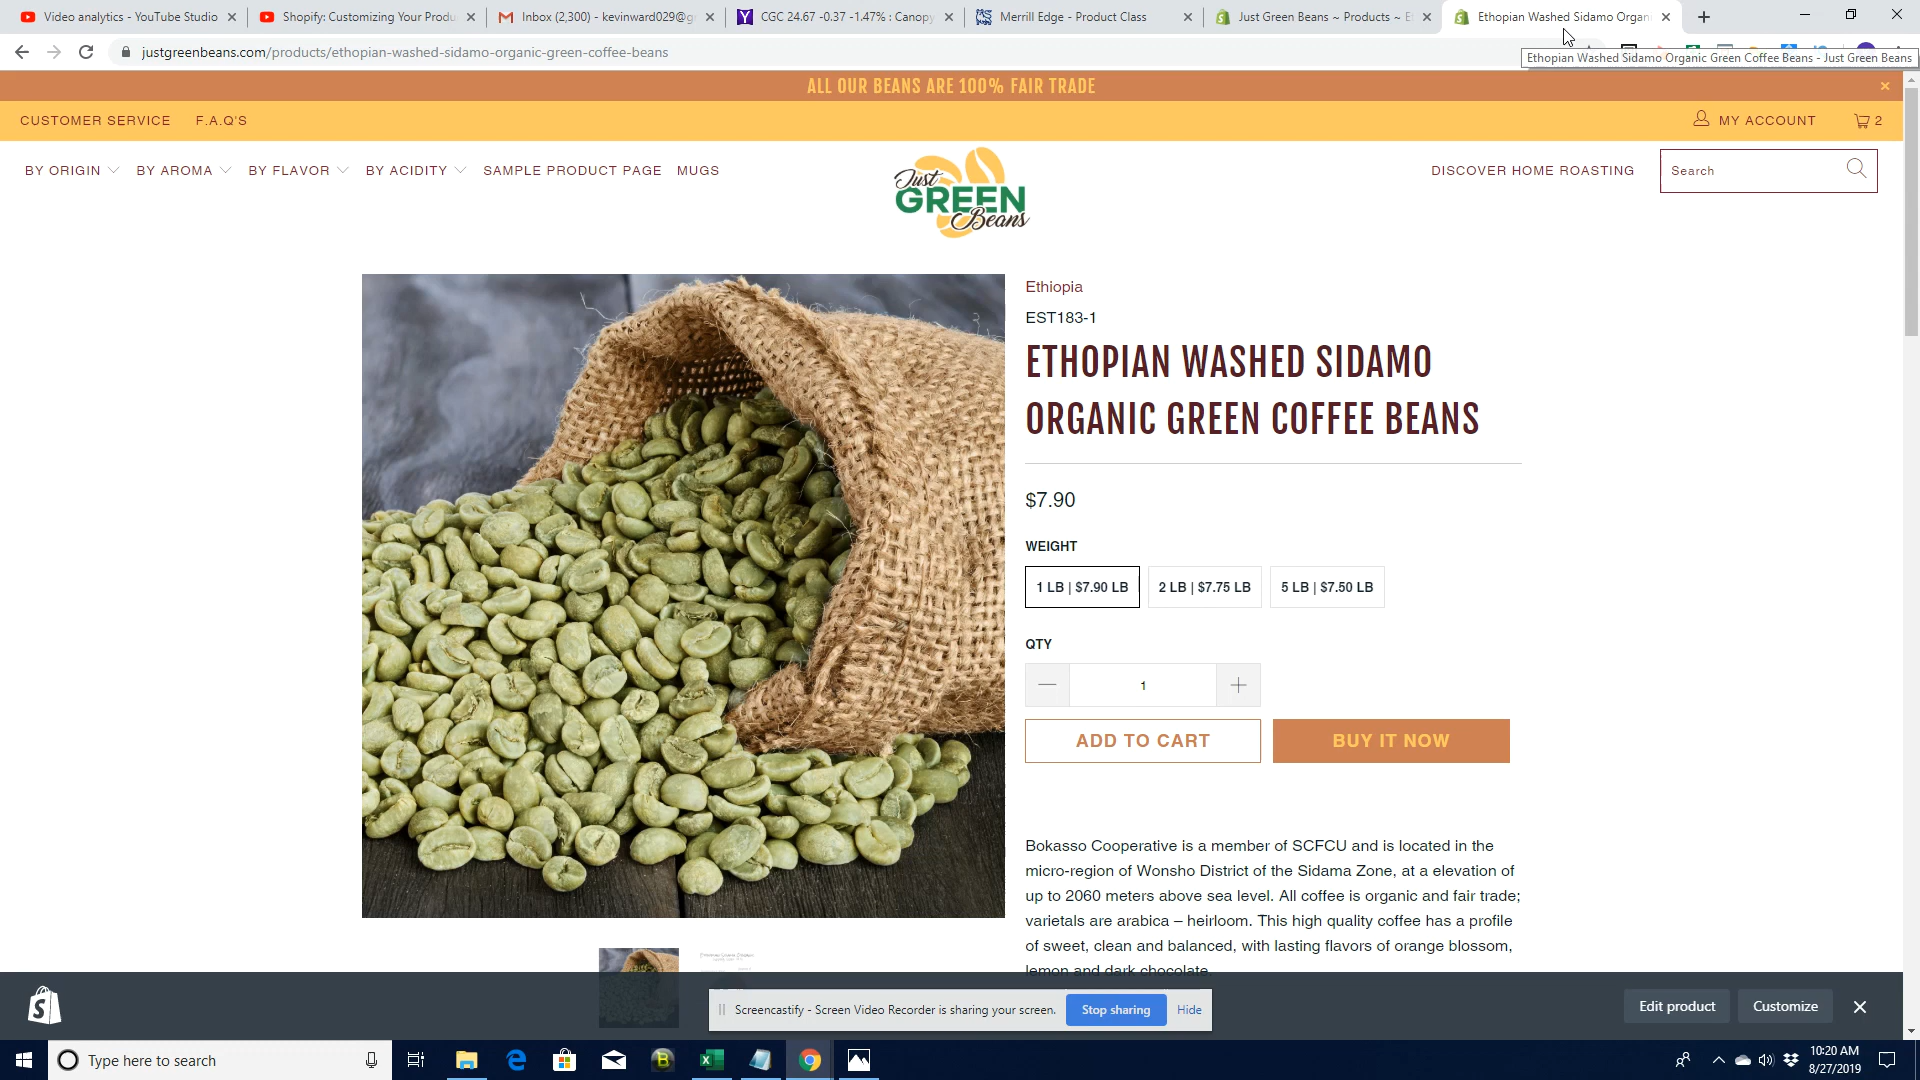 Video analytics - YouTube Studio
Shopify: Customizing Your Produ
Inbox (2,300) - kevinward029@g
CGC 24.67 -0.37 -1.47% : Canopy
Merrill Edge - Product Class
Just Green Beans ~ Products ~ E
Ethopian Washed Sidamo Organ
justgreenbeans.com/products/ethopian-washed-sidamo-organic-green-coffee-beans
Ethopian Washed Sidamo Organic Green Coffee Beans - Just Green Beans
ALL OUR BEANS ARE 100% FAIR TRADE
CUSTOMER SERVICE F.A.Q'S MY ACCOUNT 2
BY ORIGIN BY AROMA BY FLAVOR BY ACIDITY SAMPLE PRODUCT PAGE MUGS
Just
GREEN
Beans
DISCOVER HOME ROASTING Search
Ethiopia
EST183-1
ETHOPIAN WASHED SIDAMO
ORGANIC GREEN COFFEE BEANS
$7.90
WEIGHT
1 LB | $7.90 LB 2 LB | $7.75 LB 5 LB | $7.50 LB
QTY
1
ADD TO CART BUY IT NOW
Bokasso Cooperative is a member of SCFCU and is located in the
micro-region of Wonsho District of the Sidama Zone, at a elevation of
up to 2060 meters above sea level. All coffee is organic and fair trade;
varietals are arabica – heirloom. This high quality coffee has a profile
of sweet, clean and balanced, with lasting flavors of orange blossom,
lemon and dark chocolate.
Screencastify - Screen Video Recorder is sharing your screen. Stop sharing Hide
Edit product Customize
Type here to search
10:20 AM
8/27/2019